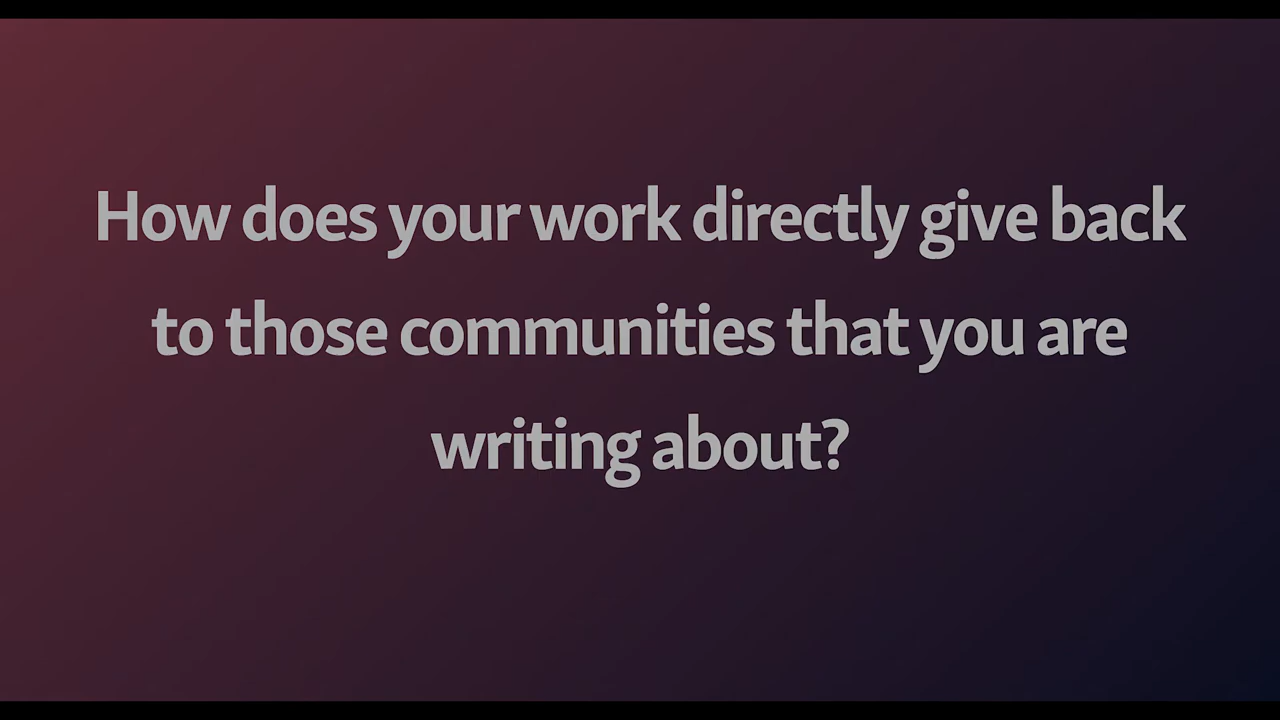 How does your work directly give back
to those communities that you are
writing about?